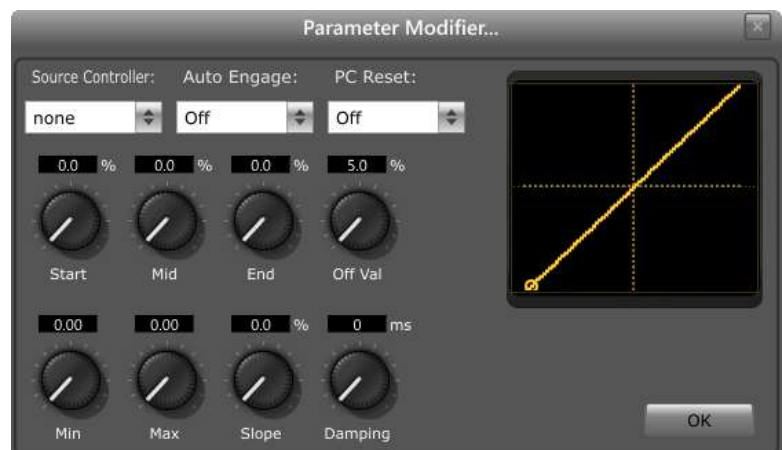 Parameter Modifier...
Source Controller: Auto Engage: PC Reset:
none Off Off
0.0 % 0.0 % 0.0 % 5.0 %
Start Mid End Off Val
0.00 0.00 0.0 % 0 ms
Min Max Slope Damping
OK